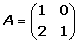 A = (1 0
2 1)